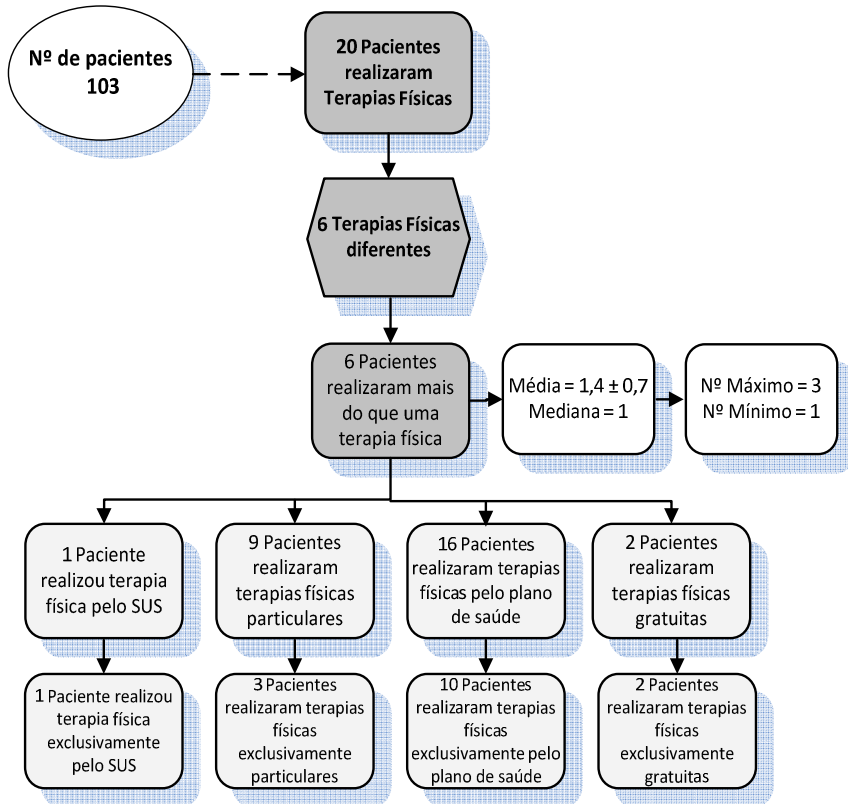 Nº de pacientes
103
20 Pacientes
realizaram
Terapias Físicas
6 Terapias Físicas
diferentes
6 Pacientes
realizaram mais
do que uma
terapia física
Média = 1,4 ± 0,7
Mediana = 1
Nº Máximo = 3
Nº Mínimo = 1
1 Paciente
realizou terapia
física pelo SUS
9 Pacientes
realizaram
terapias físicas
particulares
16 Pacientes
realizaram terapias
físicas pelo plano
de saúde
2 Pacientes
realizaram
terapias físicas
gratuitas
1 Paciente realizou
terapia física
exclusivamente
pelo SUS
3 Pacientes
realizaram terapias
físicas
exclusivamente
particulares
10 Pacientes
realizaram terapias
físicas
exclusivamente pelo
plano de saúde
2 Pacientes
realizaram terapias
físicas
exclusivamente
gratuitas